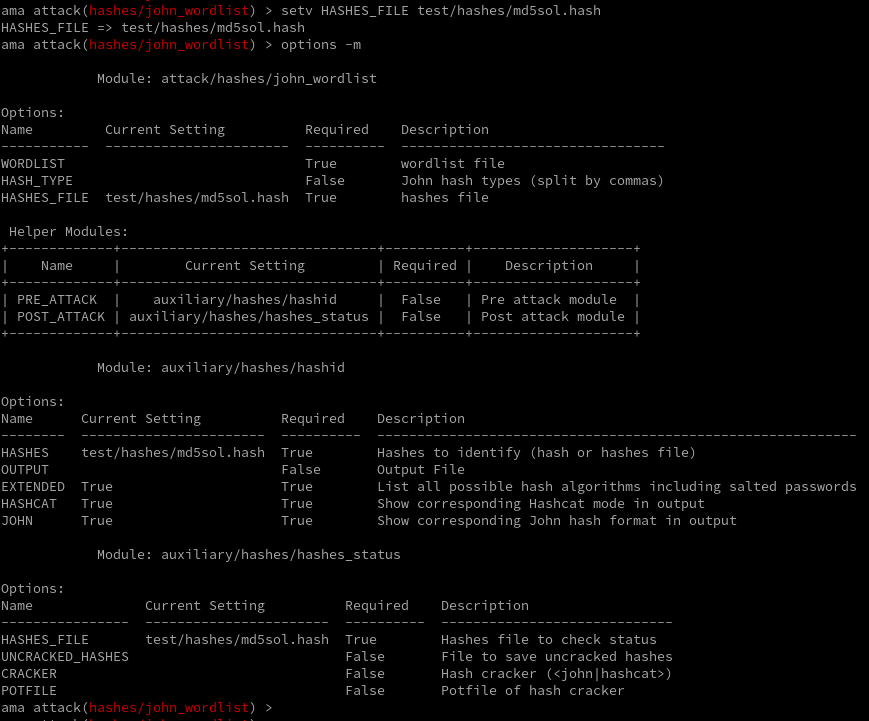 ama attack(hashes/john_wordlist) > setv HASHES_FILE test/hashes/md5sol.hash
HASHES_FILE => test/hashes/md5sol.hash
ama attack(hashes/john_wordlist) > options -m
Module: attack/hashes/john_wordlist
Options:
Name         Current Setting          Required    Description
-----------  -----------------------  ----------  ---------------------------------
WORDLIST                              True        wordlist file
HASH_TYPE                             False       John hash types (split by commas)
HASHES_FILE  test/hashes/md5sol.hash  True        hashes file
Helper Modules:
+-------------+--------------------------------+----------+--------------------+
|    Name     |        Current Setting         | Required |    Description     |
+-------------+--------------------------------+----------+--------------------+
| PRE_ATTACK  |    auxiliary/hashes/hashid     |  False   | Pre attack module  |
| POST_ATTACK | auxiliary/hashes/hashes_status |  False   | Post attack module |
+-------------+--------------------------------+----------+--------------------+
Module: auxiliary/hashes/hashid
Options:
Name      Current Setting          Required    Description
--------  -----------------------  ----------  ------------------------------------------------------------
HASHES    test/hashes/md5sol.hash  True        Hashes to identify (hash or hashes file)
OUTPUT                             False       Output File
EXTENDED  True                     True        List all possible hash algorithms including salted passwords
HASHCAT   True                     True        Show corresponding Hashcat mode in output
JOHN      True                     True        Show corresponding John hash format in output
Module: auxiliary/hashes/hashes_status
Options:
Name              Current Setting          Required    Description
----------------  -----------------------  ----------  -----------------------------
HASHES_FILE       test/hashes/md5sol.hash  True        Hashes file to check status
UNCRACKED_HASHES                           False       File to save uncracked hashes
CRACKER                                    False       Hash cracker (<john|hashcat>)
POTFILE                                    False       Potfile of hash cracker
ama attack(hashes/john_wordlist) >